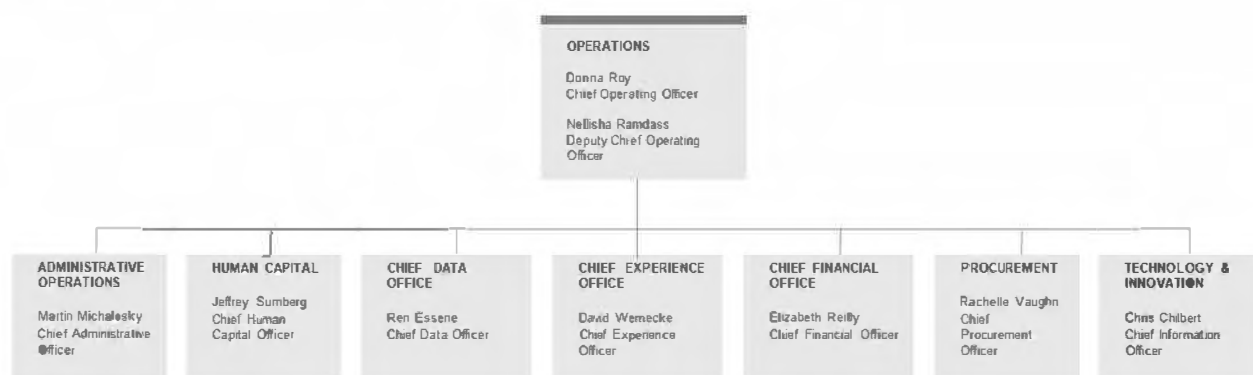 OPERATIONS
Donna Roy
Chief Operating Officer
Nellisha Ramdass
Deputy Chief Operating
Officer
ADMINISTRATIVE
OPERATIONS
Martin Michalosky
Chief Administrative
Officer
HUMAN CAPITAL
Jeffrey Sumberg
Chief Human
Capital Officer
CHIEF DATA
OFFICE
Ren Essene
Chief Data Officer
CHIEF EXPERIENCE
OFFICE
David Wernecke
Chief Experience
Officer
CHIEF FINANCIAL
OFFICE
Elizabeth Reilly
Chief Financial Officer
PROCUREMENT
Rachelle Vaughn
Chief
Procurement
Officer
TECHNOLOGY &
INNOVATION
Chris Chilbert
Chief Information
Officer